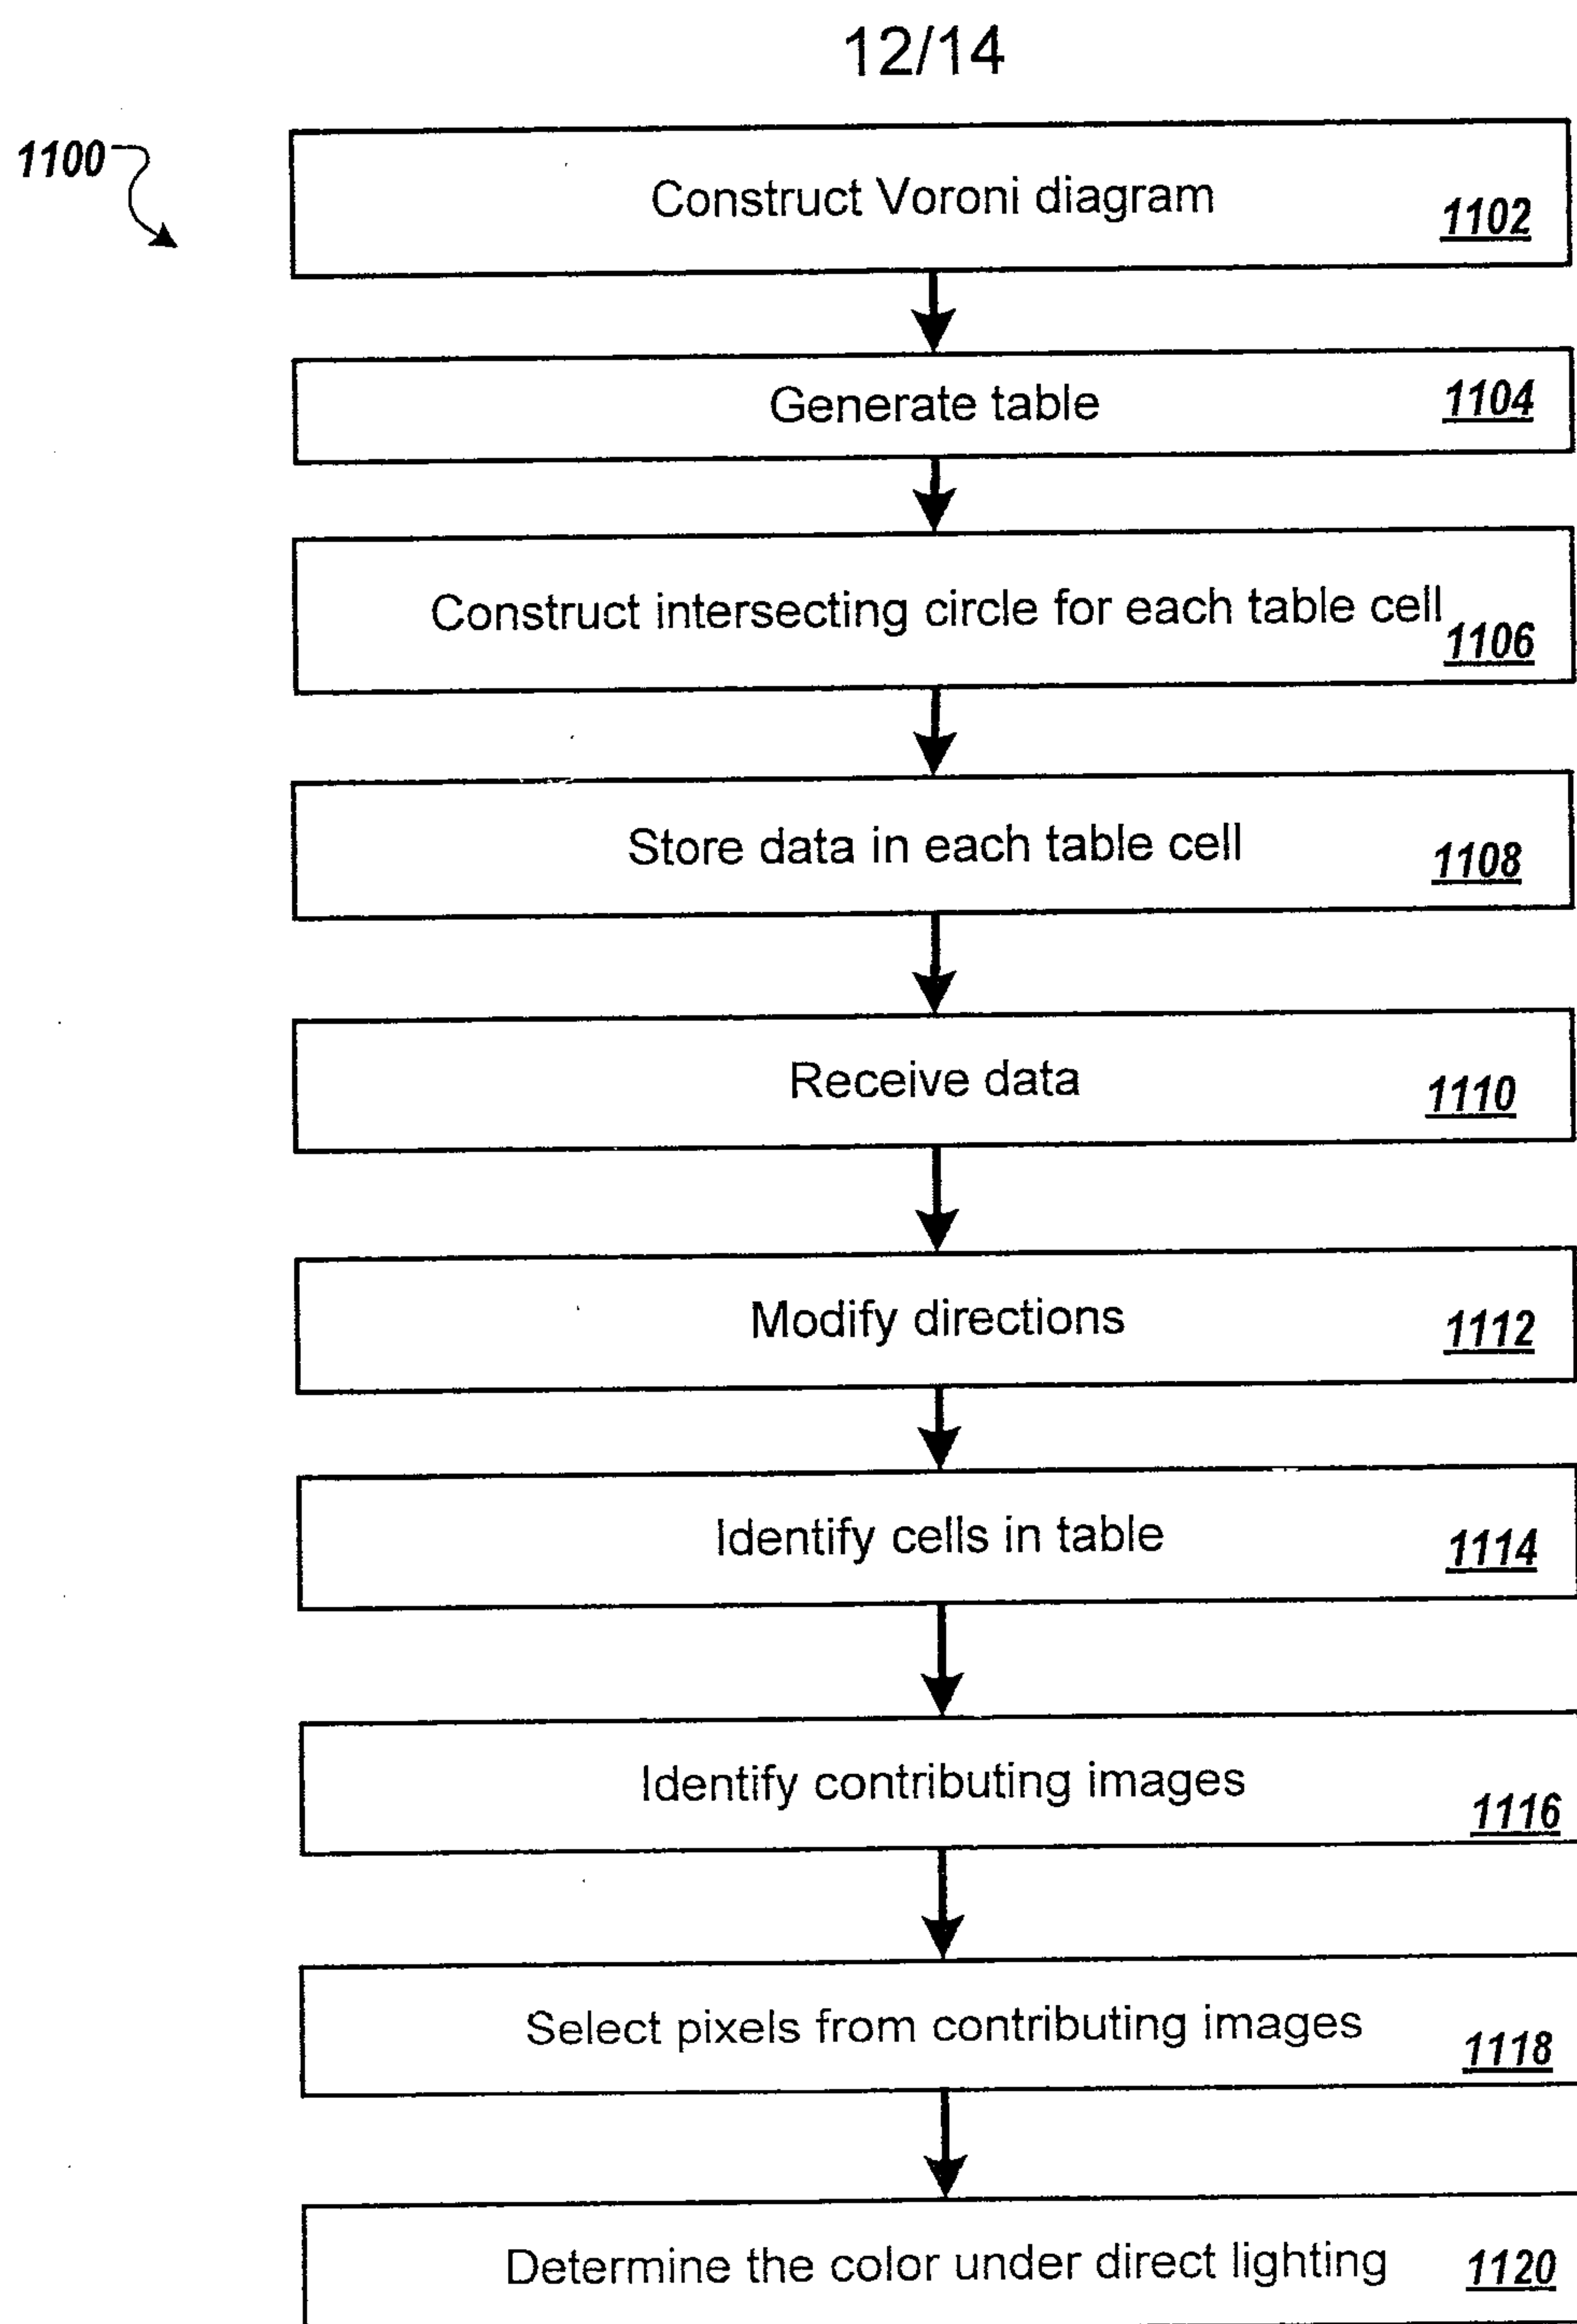 12/14
1100
Construct Voroni diagram
1102
Generate table
1104
Construct intersecting circle for each table cell
1106
Store data in each table cell
1108
Receive data
1110
Modify directions
1112
Identify cells in table
1114
Identify contributing images
1116
Select pixels from contributing images
1118
Determine the color under direct lighting
1120